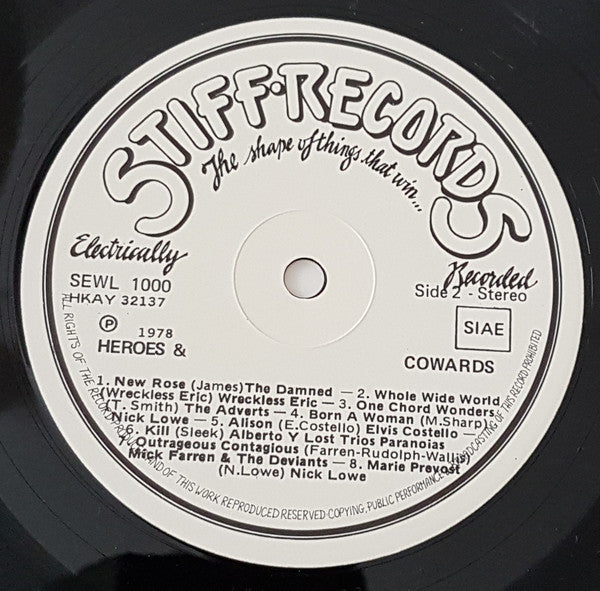 STIFF·RECORDS
The shape of things that win...
Electrically
Recorded
SEWL 1000
HKAY 32137
Side 2 - Stereo
℗ 1978
SIAE
HEROES &
COWARDS
1. New Rose (James)The Damned — 2. Whole Wide World
(Wreckless Eric) Wreckless Eric — 3. One Chord Wonders
(T. Smith) The Adverts — 4. Born A Woman (M.Sharp)
Nick Lowe — 5. Alison (E.Costello) Elvis Costello —
6. Kill (Sleek) Alberto Y Lost Trios Paranoias
7. Outrageous Contagious (Farren-Rudolph-Wallis)
Mick Farren & The Deviants — 8. Marie Prevost
(N.Lowe) Nick Lowe
ALL RIGHTS OF THE RECORD AND OF THIS WORK REPRODUCED RESERVED·COPYING, PUBLIC PERFORMANCE BROADCASTING OF THIS RECORD PROHIBITED